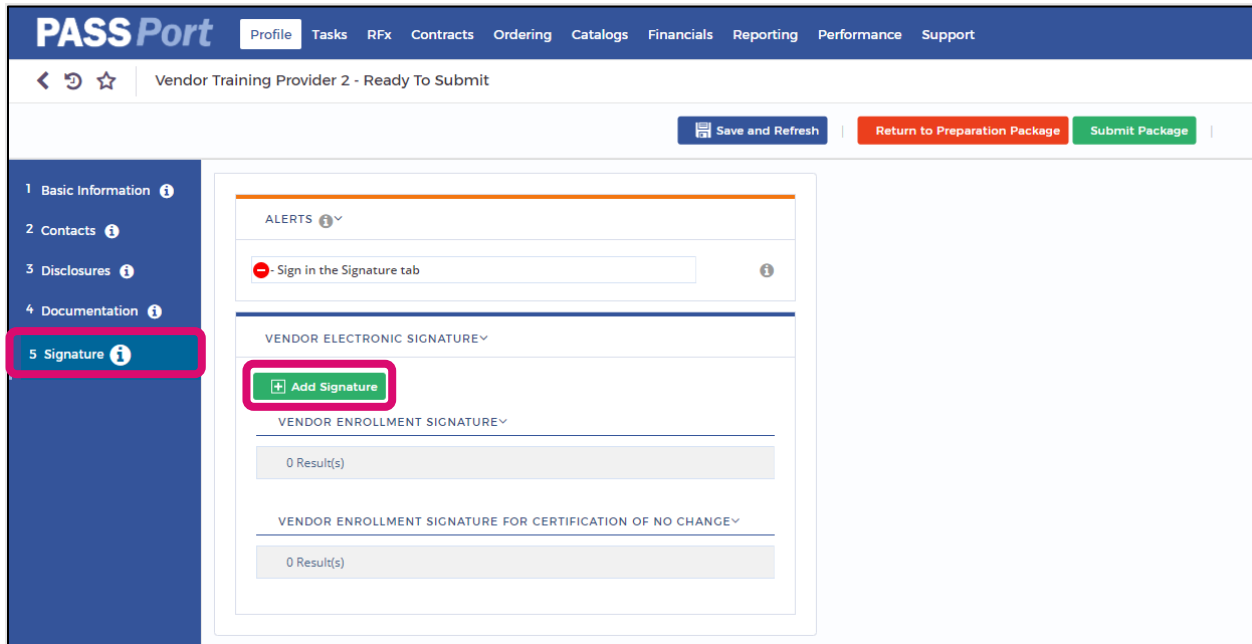 PASSPort Profile Tasks RFx Contracts Ordering Catalogs Financials Reporting Performance Support
Vendor Training Provider 2 - Ready To Submit
Save and Refresh Return to Preparation Package Submit Package
1 Basic Information
2 Contacts
3 Disclosures
4 Documentation
5 Signature
ALERTS
- Sign in the Signature tab
VENDOR ELECTRONIC SIGNATURE
Add Signature
VENDOR ENROLLMENT SIGNATURE
0 Result(s)
VENDOR ENROLLMENT SIGNATURE FOR CERTIFICATION OF NO CHANGE
0 Result(s)